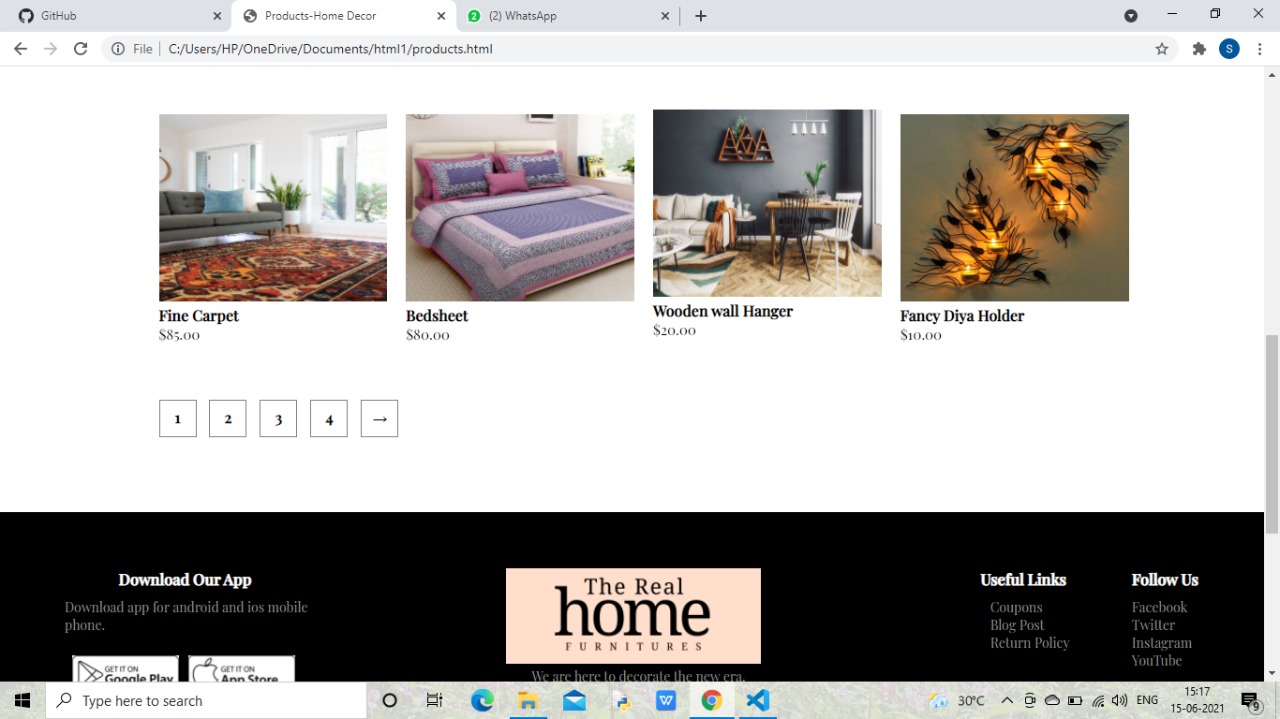 GitHub
Products-Home Decor
2
(2) WhatsApp
File
C:/Users/HP/OneDrive/Documents/html1/products.html
S
Fine Carpet
$85.00
Bedsheet
$80.00
Wooden wall Hanger
$20.00
Fancy Diya Holder
$10.00
1 2 3 4 →
Download Our App
Download app for android and ios mobile
phone.
GET IT ON
Google Play
GET IT ON
App Store
The Real
home
FURNITURES
We are here to decorate the new era.
Useful Links
Coupons
Blog Post
Return Policy
Follow Us
Facebook
Twitter
Instagram
YouTube
Type here to search
W
30°C
ENG
15:17
15-06-2021
9